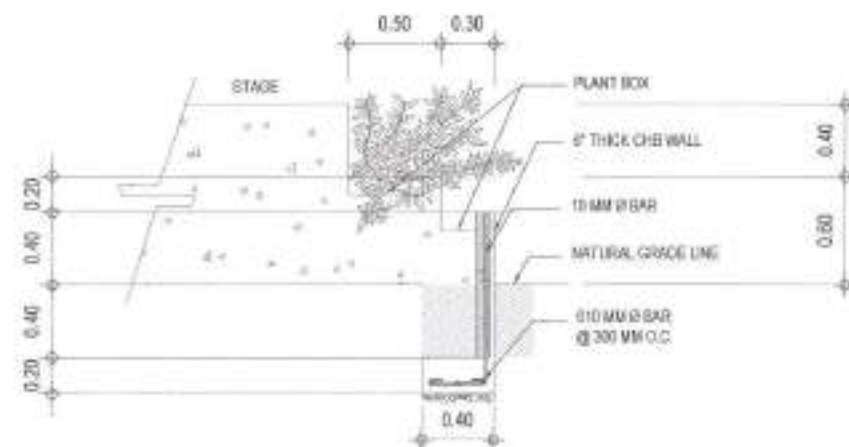 0.50
0.30
STAGE
PLANT BOX
6" THICK CHB WALL
0.40
0.20
10 MM Ø BAR
0.60
0.40
NATURAL GRADE LINE
0.40
610 MM Ø BAR
@ 300 MM O.C
0.20
0.40